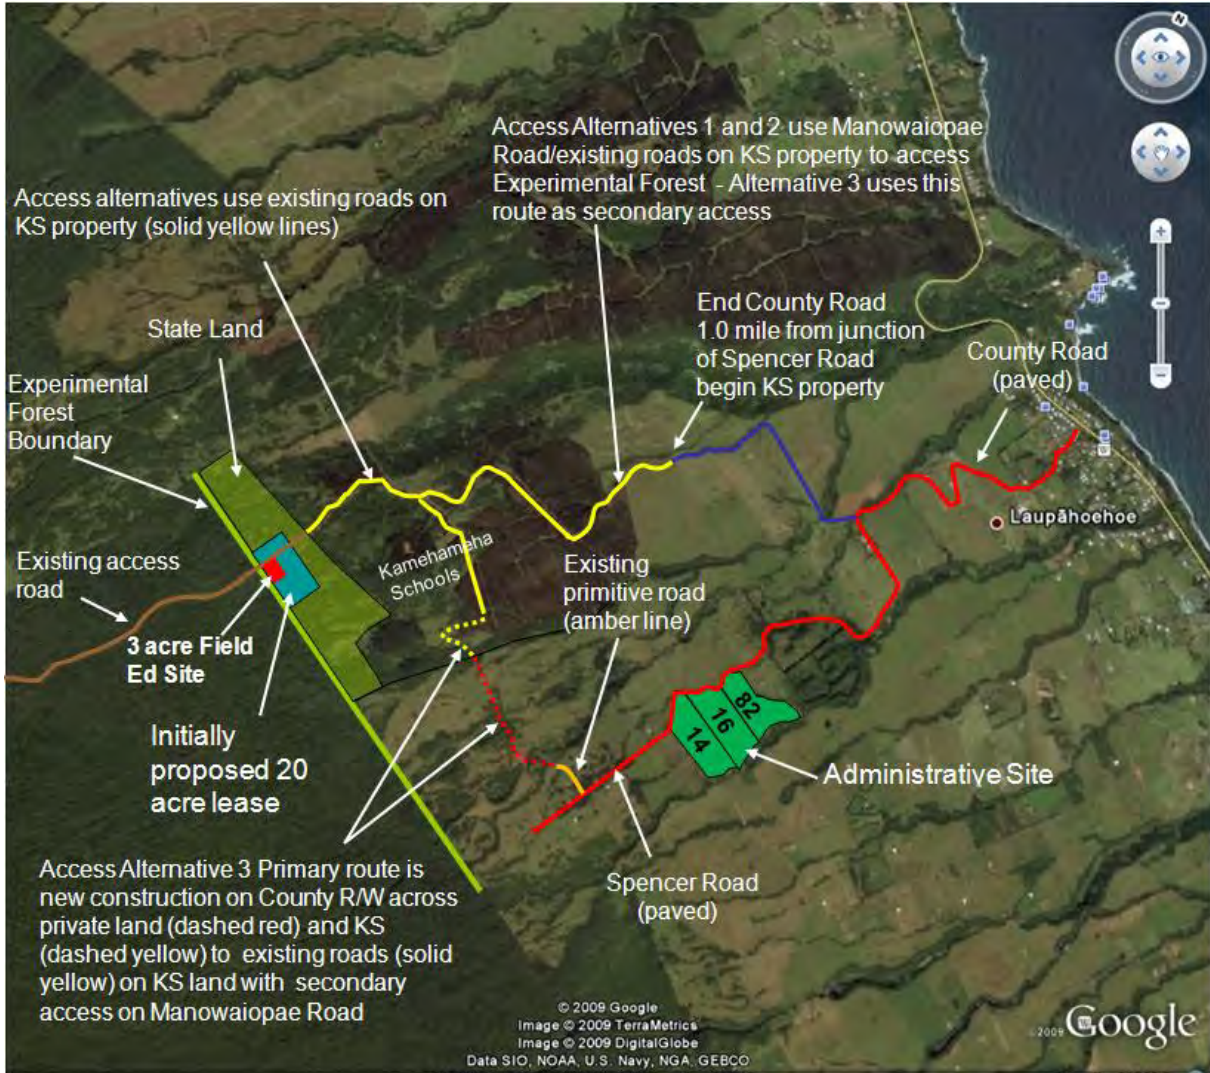 N
Access Alternatives 1 and 2 use Manowaiopae
Road/existing roads on KS property to access
Experimental Forest - Alternative 3 uses this
route as secondary access
Access alternatives use existing roads on
KS property (solid yellow lines)
End County Road
1.0 mile from junction
of Spencer Road
begin KS property
State Land
County Road
(paved)
Experimental
Forest
Boundary
Laupāhoehoe
Kamehameha
Schools
Existing
primitive road
(amber line)
Existing access
road
3 acre Field
Ed Site
82
16
14
Initially
proposed 20
acre lease
Administrative Site
Access Alternative 3 Primary route is
new construction on County R/W across
private land (dashed red) and KS
(dashed yellow) to existing roads (solid
yellow) on KS land with secondary
access on Manowaiopae Road
Spencer Road
(paved)
© 2009 Google
Image © 2009 TerraMetrics
Image © 2009 DigitalGlobe
Data SIO, NOAA, U.S. Navy, NGA, GEBCO
©2009 Google